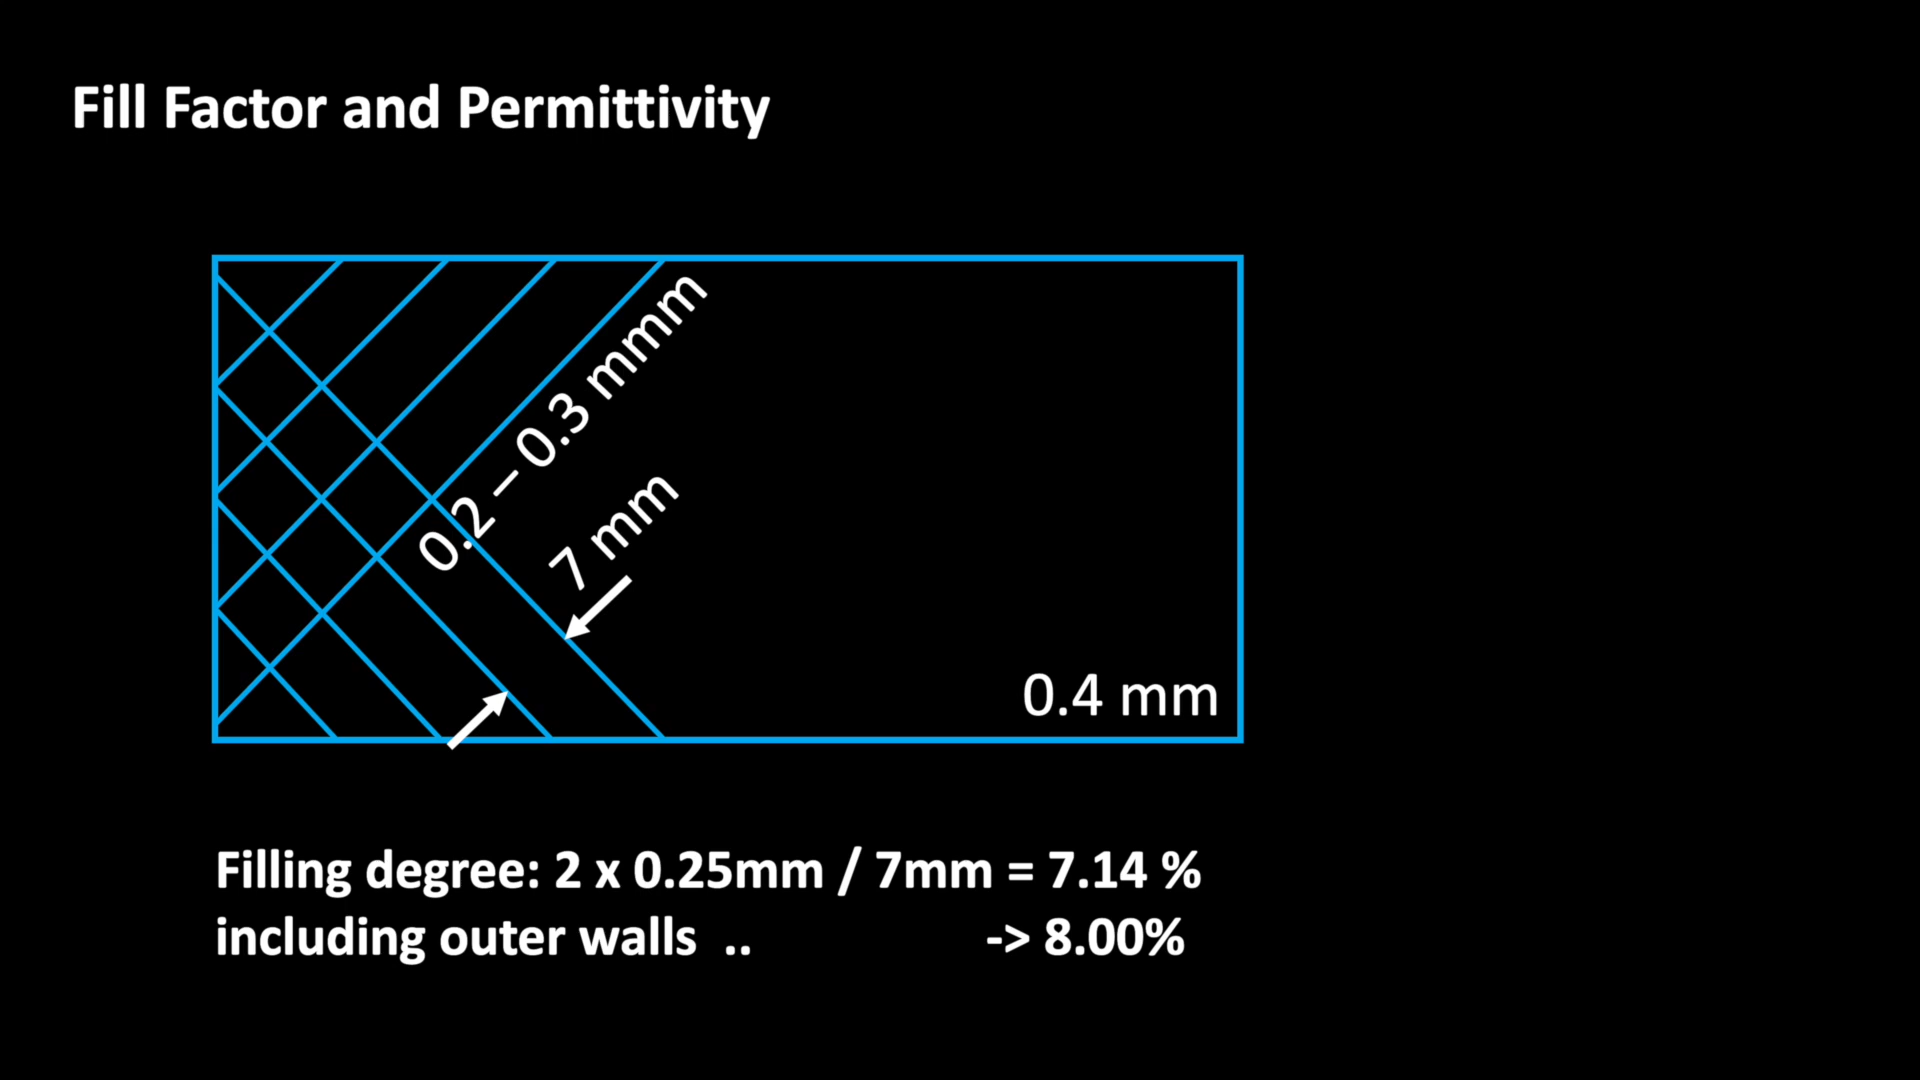 Fill Factor and Permittivity
0.2 – 0.3 mmm
7 mm
0.4 mm
Filling degree: 2 x 0.25mm / 7mm = 7.14 %
including outer walls .. -> 8.00%